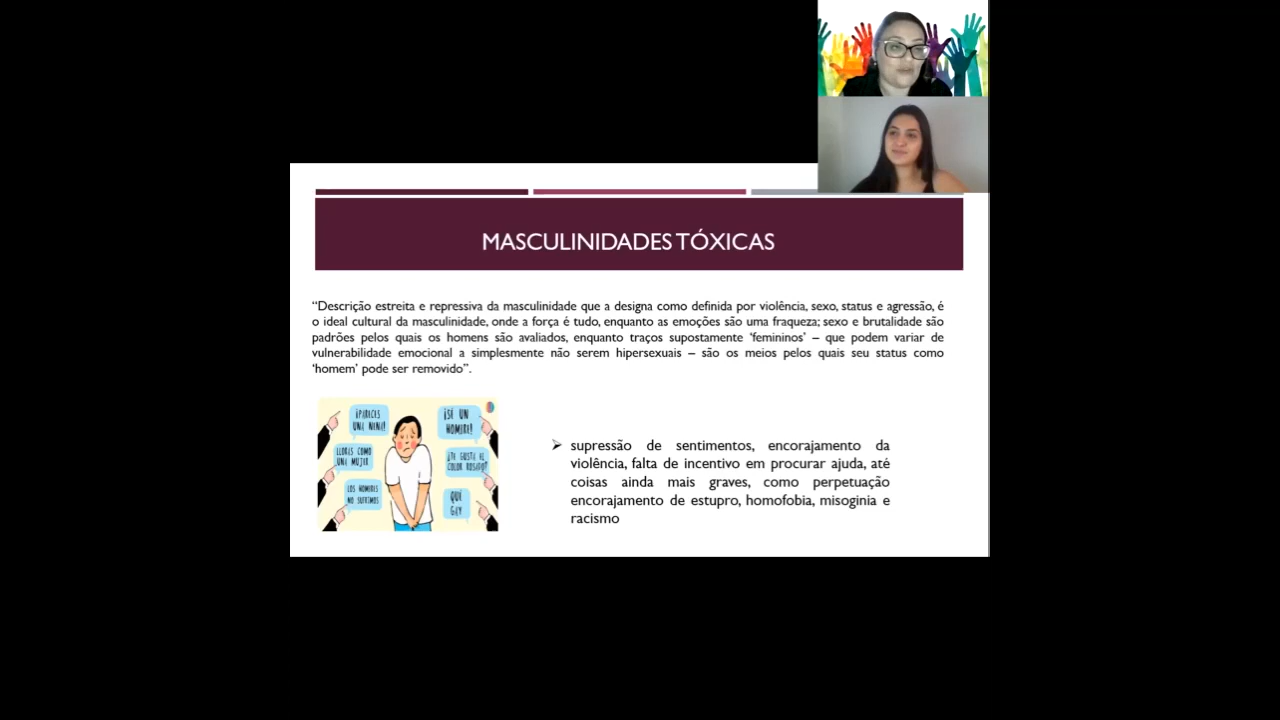 MASCULINIDADES TÓXICAS
“Descrição estreita e repressiva da masculinidade que a designa como definida por violência, sexo, status e agressão, é
o ideal cultural da masculinidade, onde a força é tudo, enquanto as emoções são uma fraqueza; sexo e brutalidade são
padrões pelos quais os homens são avaliados, enquanto traços supostamente ‘femininos’ – que podem variar de
vulnerabilidade emocional a simplesmente não serem hipersexuais – são os meios pelos quais seu status como
‘homem’ pode ser removido”.
¡PARECES
UNA NENA!
LLORAS COMO
UNA MUJER
LOS HOMBRES
NO SUFRIMOS
¡SÉ UN
HOMBRE!
¿TE GUSTA EL
COLOR ROSADO?
QUE
GEY
➢ supressão de sentimentos, encorajamento da
violência, falta de incentivo em procurar ajuda, até
coisas ainda mais graves, como perpetuação
encorajamento de estupro, homofobia, misoginia e
racismo